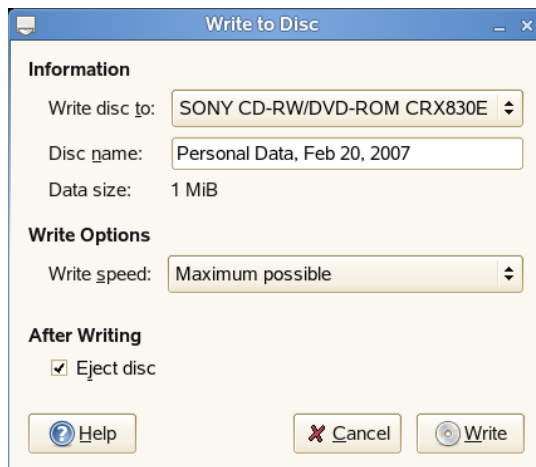 Write to Disc
Information
Write disc to: SONY CD-RW/DVD-ROM CRX830E
Disc name: Personal Data, Feb 20, 2007
Data size: 1 MiB
Write Options
Write speed: Maximum possible
After Writing
Eject disc
Help Cancel Write